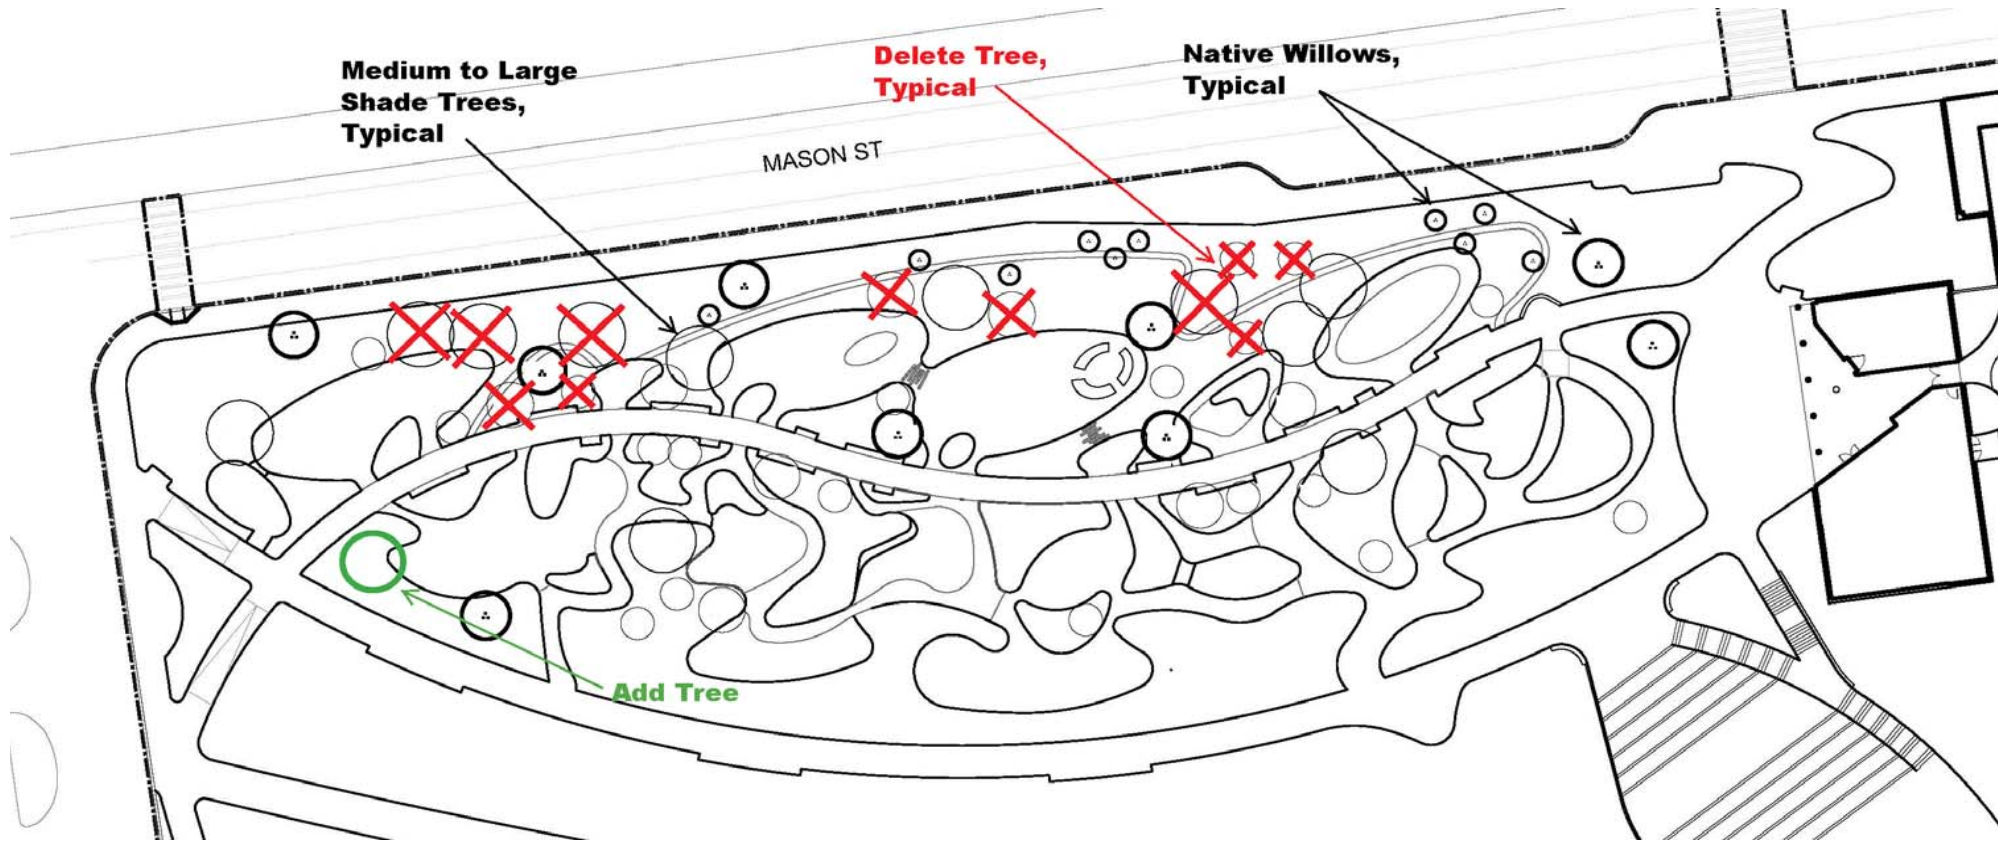 Medium to Large
Shade Trees,
Typical
Delete Tree,
Typical
Native Willows,
Typical
MASON ST
Add Tree